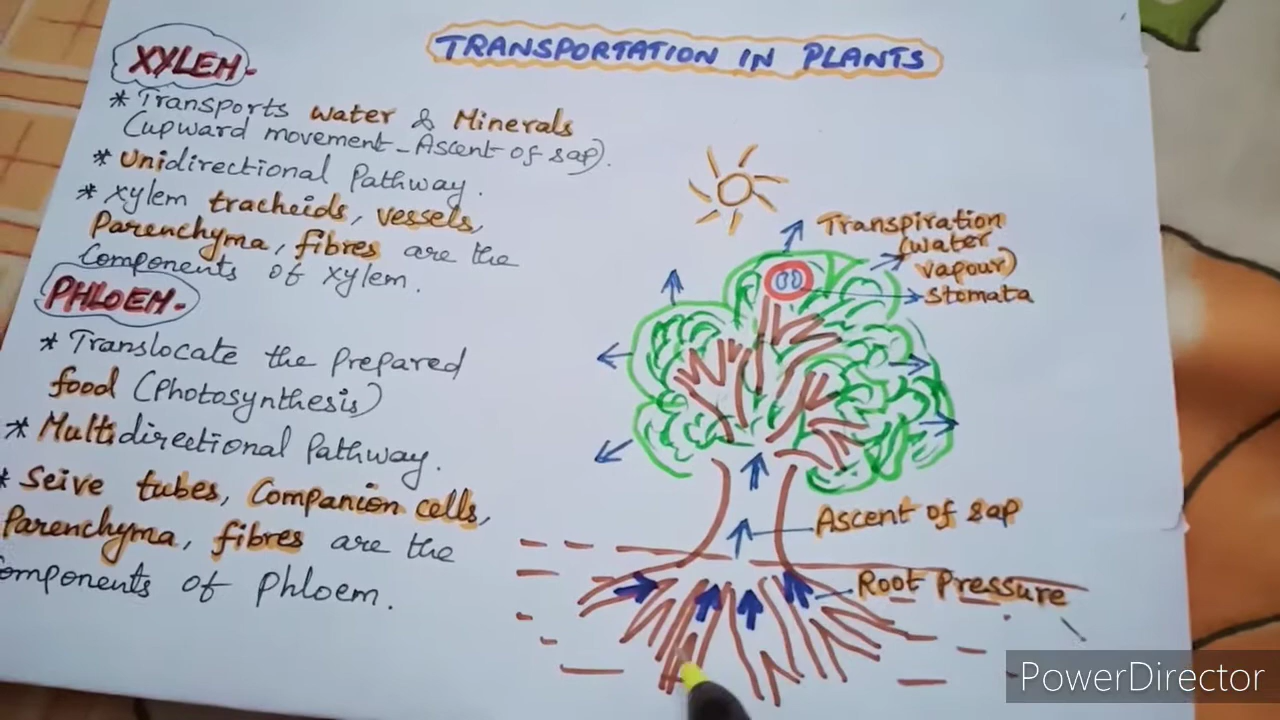 TRANSPORTATION IN PLANTS
XYLEM-
* Transports water & Minerals
(upward movement - Ascent of sap).
* Unidirectional Pathway.
* Xylem tracheids, vessels,
Parenchyma, fibres are the
Components of xylem.
PHLOEM-
* Translocate the prepared
food (Photosynthesis)
* Multidirectional Pathway.
* Seive tubes, Companion cells,
Parenchyma, fibres are the
Components of Phloem.
Transpiration
(water
vapour)
Stomata
Ascent of sap
Root Pressure
PowerDirector